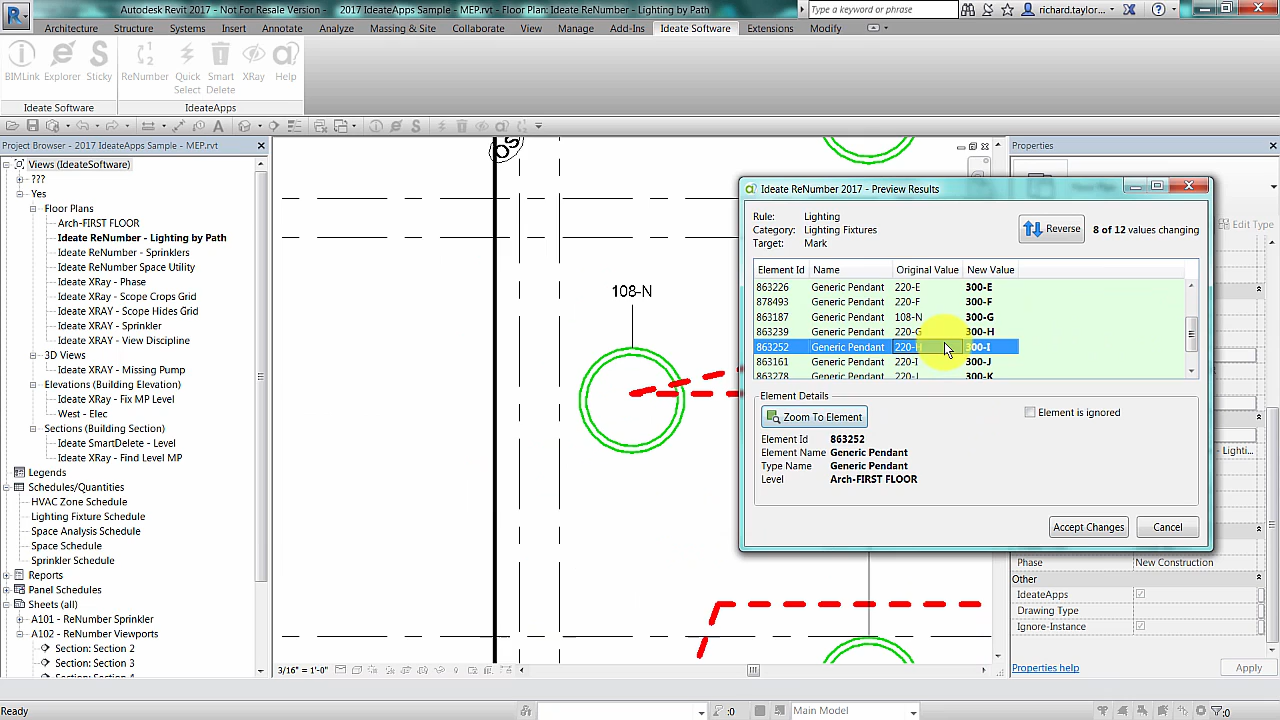 Autodesk Revit 2017 - Not For Resale Version -    2017 IdeateApps Sample - MEP.rvt - Floor Plan: Ideate ReNumber - Lighting by Path
Type a keyword or phrase
richard.taylor...
Architecture Structure Systems Insert Annotate Analyze Massing & Site Collaborate View Manage Add-Ins Ideate Software Extensions Modify
BIMLink Explorer Sticky ReNumber Quick Select Smart Delete XRay Help
Ideate Software IdeateApps
Project Browser - 2017 IdeateApps Sample - MEP.rvt
Views (IdeateSoftware)
???
Yes
Floor Plans
Arch-FIRST FLOOR
Ideate ReNumber - Lighting by Path
Ideate ReNumber - Sprinklers
Ideate ReNumber Space Utility
Ideate XRAY - Phase
Ideate XRAY - Scope Crops Grid
Ideate XRAY - Scope Hides Grid
Ideate XRAY - Sprinkler
Ideate XRAY - View Discipline
3D Views
Ideate XRAY - Missing Pump
Elevations (Building Elevation)
Ideate XRAY - Fix MP Level
West - Elec
Sections (Building Section)
Ideate SmartDelete - Level
Ideate XRAY - Find Level MP
Legends
Schedules/Quantities
HVAC Zone Schedule
Lighting Fixture Schedule
Space Analysis Schedule
Space Schedule
Sprinkler Schedule
Reports
Panel Schedules
Sheets (all)
A101 - ReNumber Sprinkler
A102 - ReNumber Viewports
Section: Section 2
Section: Section 3
108-N
3/16" = 1'-0"
Ideate ReNumber 2017 - Preview Results
Rule: Lighting
Category: Lighting Fixtures
Target: Mark
Reverse
8 of 12 values changing
Element Id Name Original Value New Value
863226 Generic Pendant 220-E 300-E
878493 Generic Pendant 220-F 300-F
863187 Generic Pendant 108-N 300-G
863239 Generic Pendant 220-G 300-H
863252 Generic Pendant 220-H 300-I
863161 Generic Pendant 220-I 300-J
863278 Generic Pendant 220-J 300-K
Element Details
Zoom To Element
Element is ignored
Element Id 863252
Element Name Generic Pendant
Type Name Generic Pendant
Level Arch-FIRST FLOOR
Accept Changes Cancel
Properties
Edit Type
- Lighti...
Phase New Construction
Other
IdeateApps
Drawing Type
Ignore-Instance
Properties help
Apply
Ready
:0
Main Model
:0